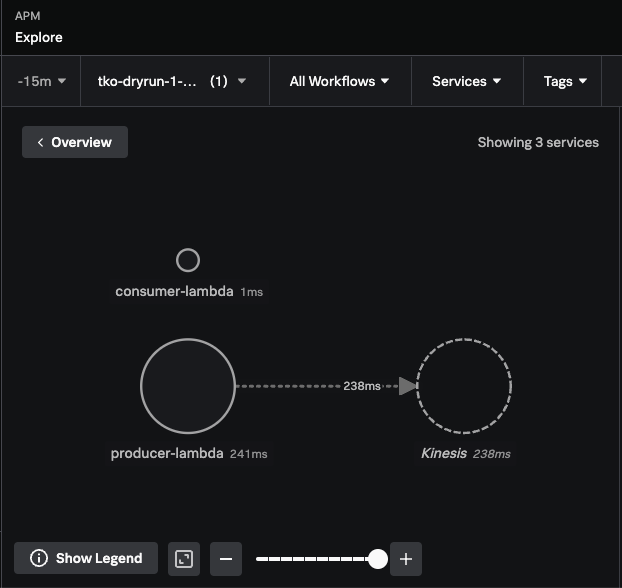 APM
Explore
-15m tko-dryrun-1-... (1) All Workflows Services Tags
Overview Showing 3 services
consumer-lambda 1ms
238ms
producer-lambda 241ms Kinesis 238ms
Show Legend